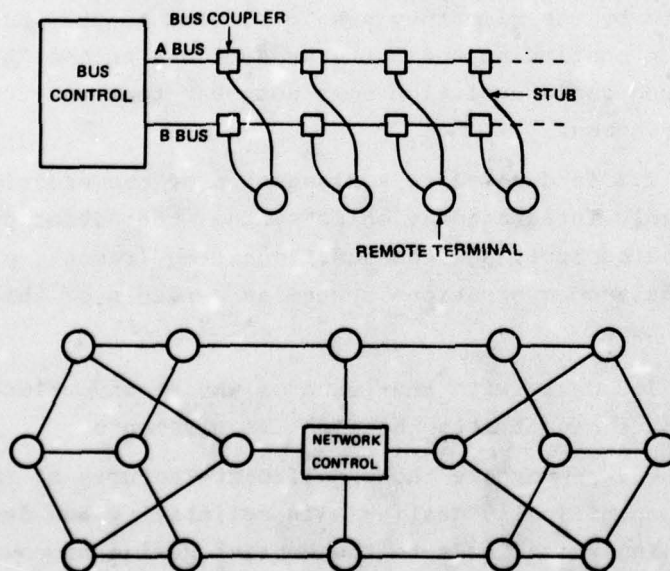 BUS COUPLER
A BUS
BUS
CONTROL
STUB
B BUS
REMOTE TERMINAL
NETWORK
CONTROL